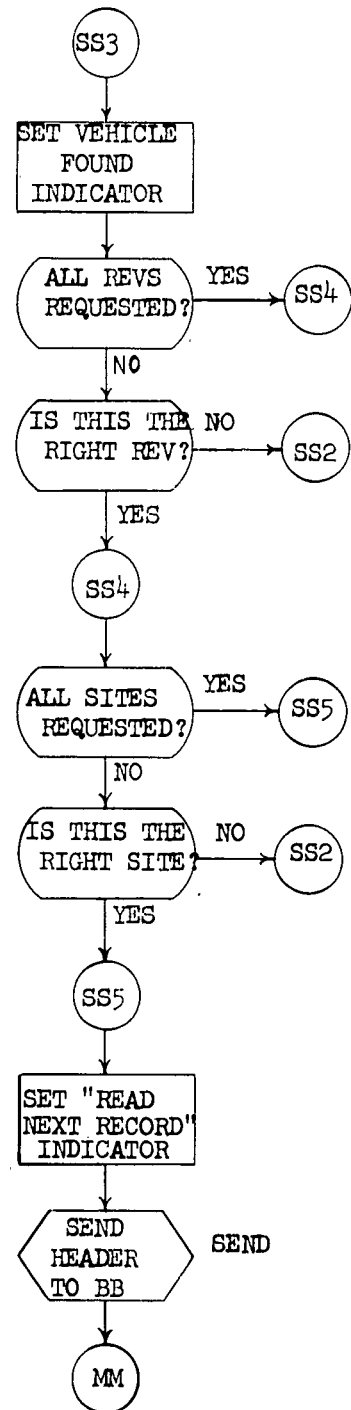 SS3
SET VEHICLE
FOUND
INDICATOR
ALL REVS
REQUESTED?
YES
SS4
NO
IS THIS THE
RIGHT REV?
NO
SS2
YES
SS4
ALL SITES
REQUESTED?
YES
SS5
NO
IS THIS THE
RIGHT SITE?
NO
SS2
YES
SS5
SET "READ
NEXT RECORD"
INDICATOR
SEND
HEADER
TO BB
SEND
MM